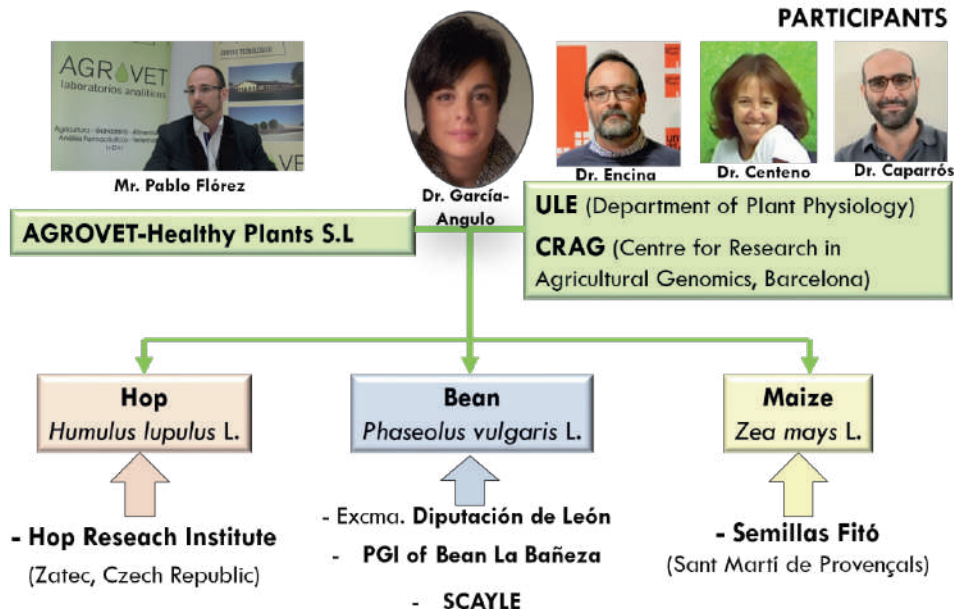 PARTICIPANTS
AGROVET
laboratorios analíticos
Mr. Pablo Flórez
Dr. García-
Angulo
Dr. Encina
Dr. Centeno
Dr. Caparrós
AGROVET-Healthy Plants S.L
ULE (Department of Plant Physiology)
CRAG (Centre for Research in
Agricultural Genomics, Barcelona)
Hop
Humulus lupulus L.
Bean
Phaseolus vulgaris L.
Maize
Zea mays L.
- Hop Reseach Institute
(Zatec, Czech Republic)
- Excma. Diputación de León
- PGI of Bean La Bañeza
- SCAYLE
- Semillas Fitó
(Sant Martí de Provençals)